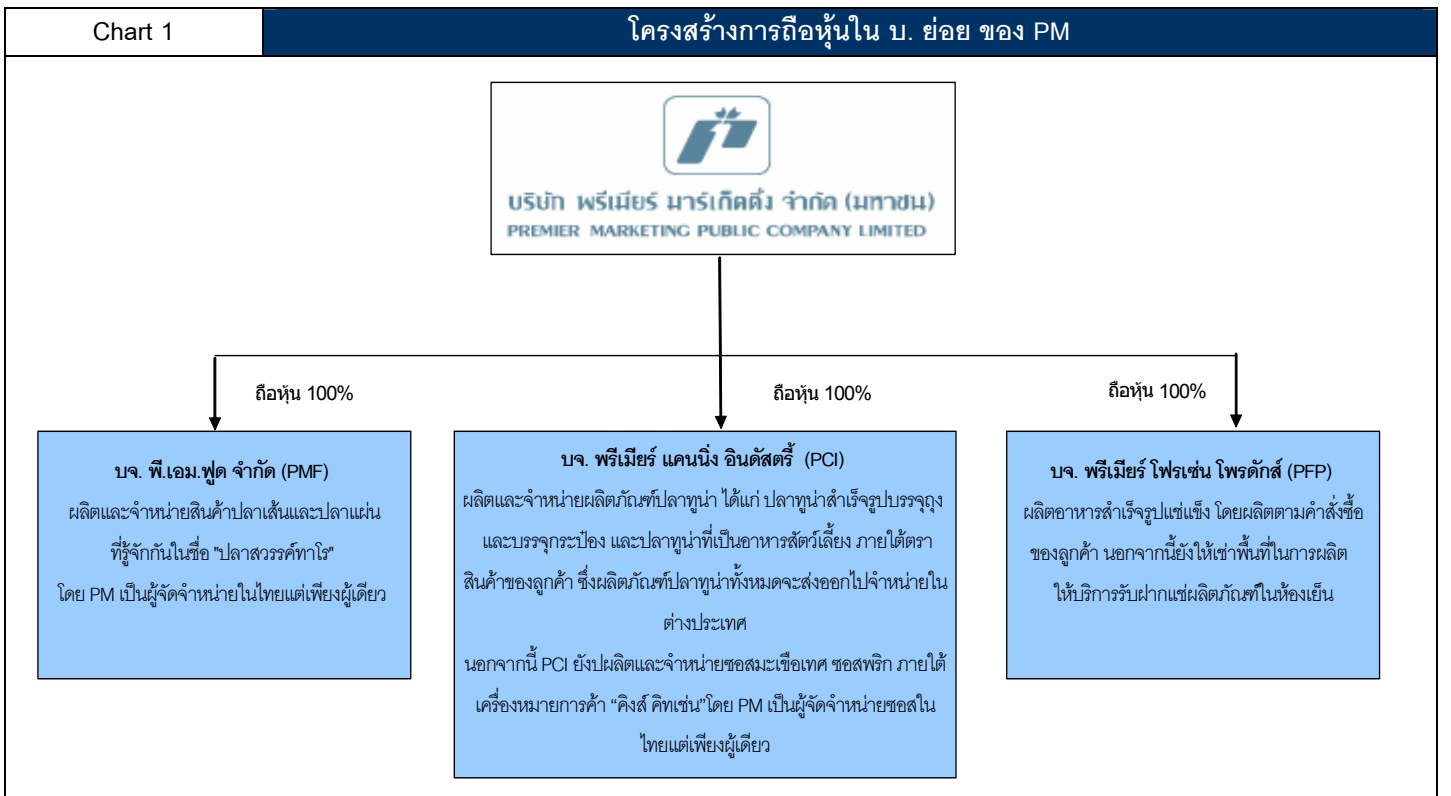 Chart 1
โครงสร้างการถือหุ้นใน บ. ย่อย ของ PM
บริษัท พรีเมียร์ มาร์เก็ตติ้ง จำกัด (มหาชน)
PREMIER MARKETING PUBLIC COMPANY LIMITED
ถือหุ้น 100%
ถือหุ้น 100%
ถือหุ้น 100%
บจ. พี.เอม.ฟูด จำกัด (PMF)
ผลิตและจำหน่ายสินค้าปลาเส้นและปลาแผ่น
ที่รู้จักกันในชื่อ "ปลาสวรรค์ทาโร"
โดย PM เป็นผู้จัดจำหน่ายในไทยแต่เพียงผู้เดียว
บจ. พรีเมียร์ แคนนิ่ง อินดัสตรี้ (PCI)
ผลิตและจำหน่ายผลิตภัณฑ์ปลาทูน่า ได้แก่ ปลาทูน่าสำเร็จรูปบรรจุถุง
และบรรจุกระป๋อง และปลาทูน่าที่เป็นอาหารสัตว์เลี้ยง ภายใต้ตรา
สินค้าของลูกค้า ซึ่งผลิตภัณฑ์ปลาทูน่าทั้งหมดจะส่งออกไปจำหน่ายใน
ต่างประเทศ
นอกจากนี้ PCI ยังปผลิตและจำหน่ายซอสมะเขือเทศ ซอสพริก ภายใต้
เครื่องหมายการค้า “คิงส์ คิทเช่น”โดย PM เป็นผู้จัดจำหน่ายซอสใน
ไทยแต่เพียงผู้เดียว
บจ. พรีเมียร์ โฟรเซ่น โพรดักส์ (PFP)
ผลิตอาหารสำเร็จรูปแช่แข็ง โดยผลิตตามคำสั่งซื้อ
ของลูกค้า นอกจากนี้ยังให้เช่าพื้นที่ในการผลิต
ให้บริการรับฝากแช่ผลิตภัณฑ์ในห้องเย็น